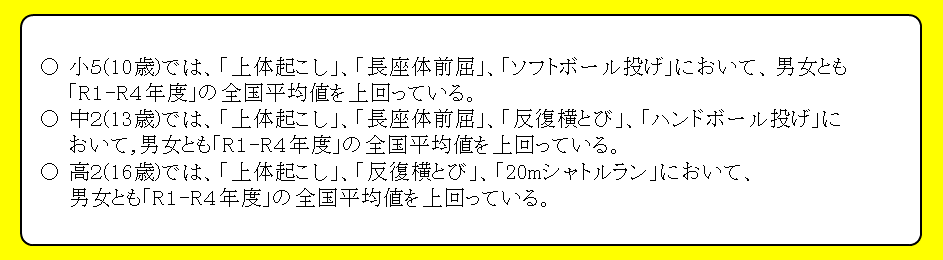 ○ 小5(10歳)では、「上体起こし」、「長座体前屈」、「ソフトボール投げ」において、男女とも
「R1-R4年度」の全国平均値を上回っている。
○ 中2(13歳)では、「上体起こし」、「長座体前屈」、「反復横とび」、「ハンドボール投げ」に
おいて,男女とも「R1-R4年度」の全国平均値を上回っている。
○ 高2(16歳)では、「上体起こし」、「反復横とび」、「20mシャトルラン」において、
男女とも「R1-R4年度」の全国平均値を上回っている。